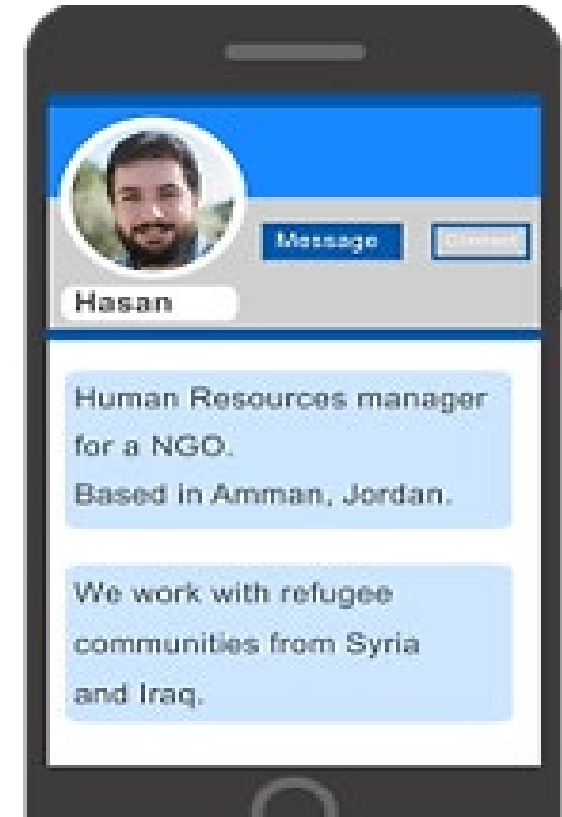 Message
Hasan
Human Resources manager
for a NGO.
Based in Amman, Jordan.
We work with refugee
communities from Syria
and Iraq.